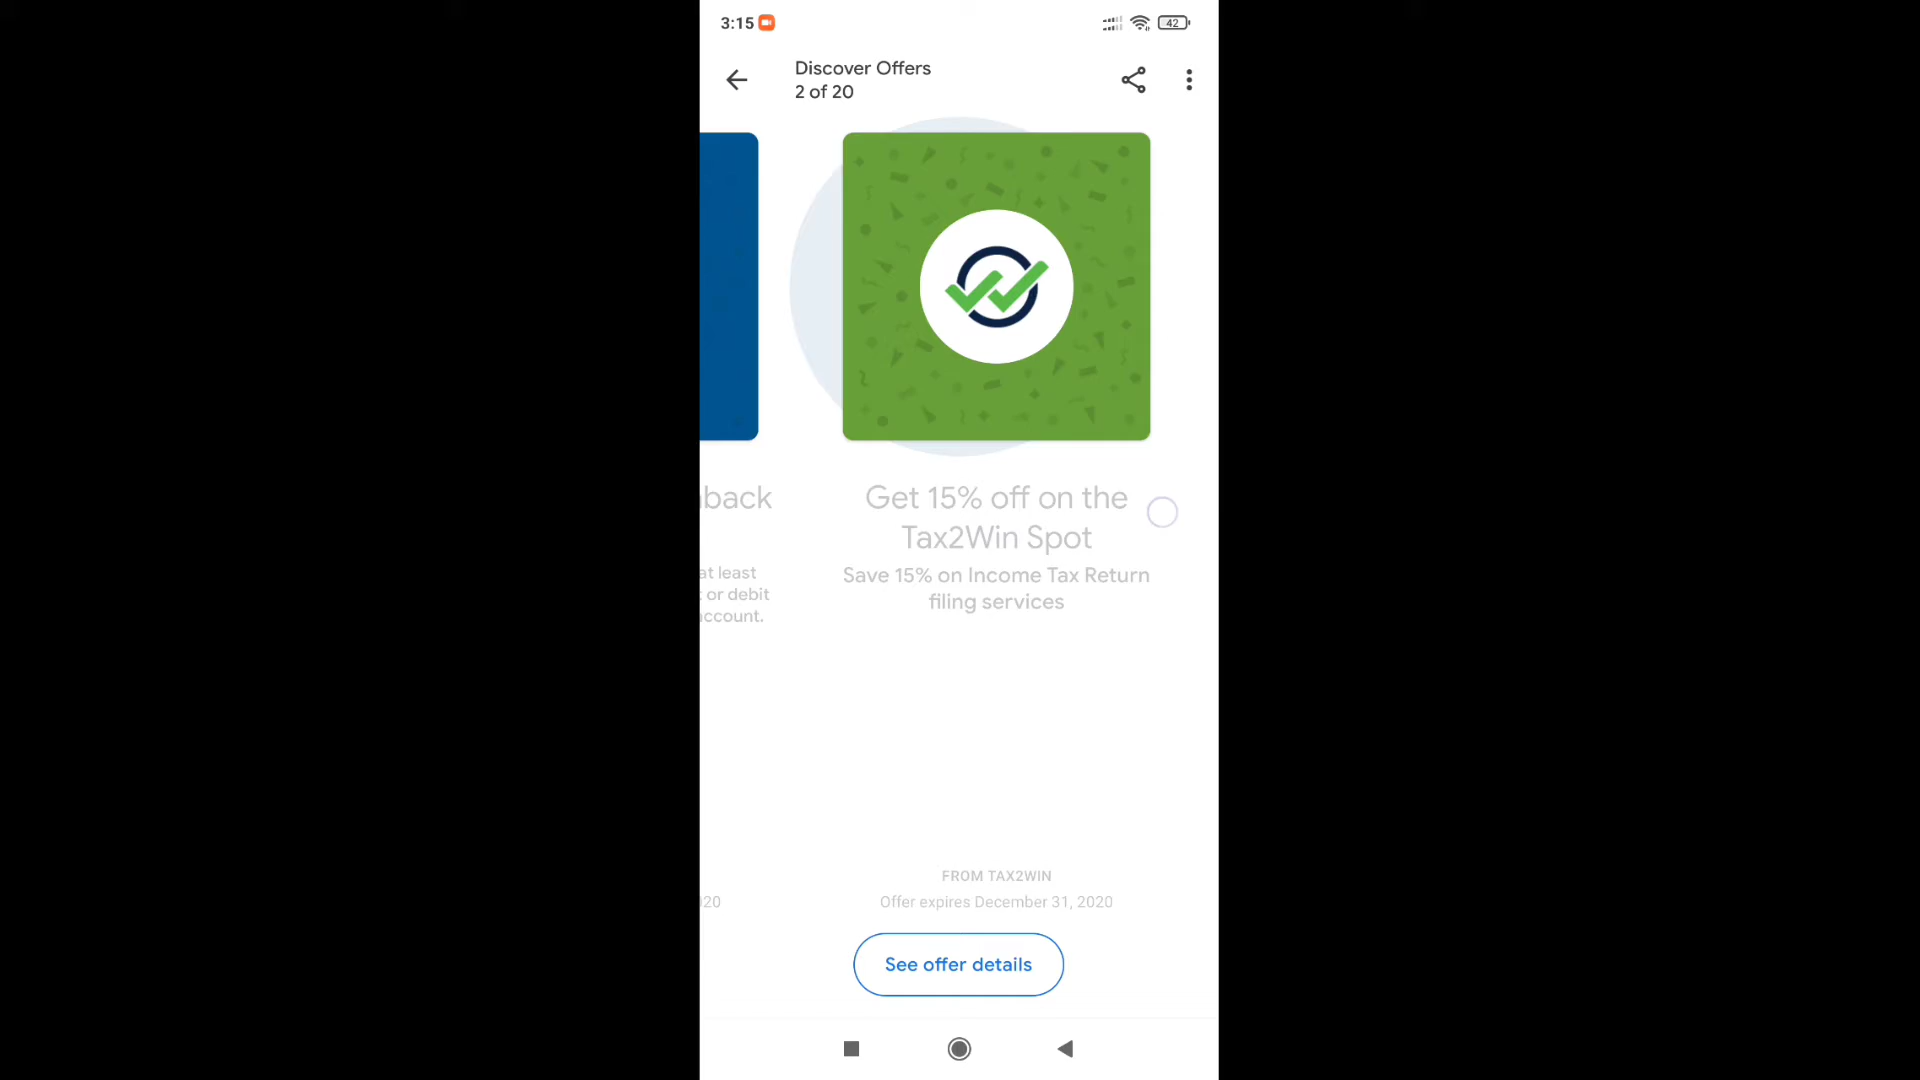 3:15
42
Discover Offers
2 of 20
back
Get 15% off on the
Tax2Win Spot
at least
or debit
account.
Save 15% on Income Tax Return
filing services
FROM TAX2WIN
20
Offer expires December 31, 2020
See offer details